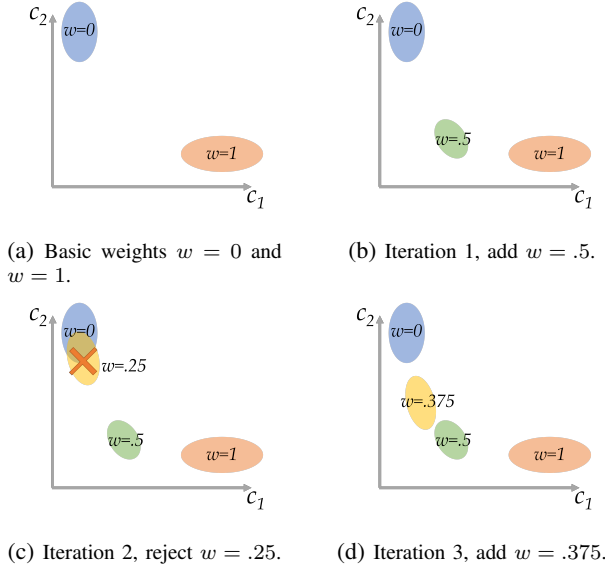 c₂
w=0
w=1
c₁
(a) Basic weights w = 0 and
w = 1.
c₂
w=0
w=.5
w=1
c₁
(b) Iteration 1, add w = .5.
c₂
w=0
w=.25
w=.5
w=1
c₁
(c) Iteration 2, reject w = .25.
c₂
w=0
w=.375
w=.5
w=1
c₁
(d) Iteration 3, add w = .375.